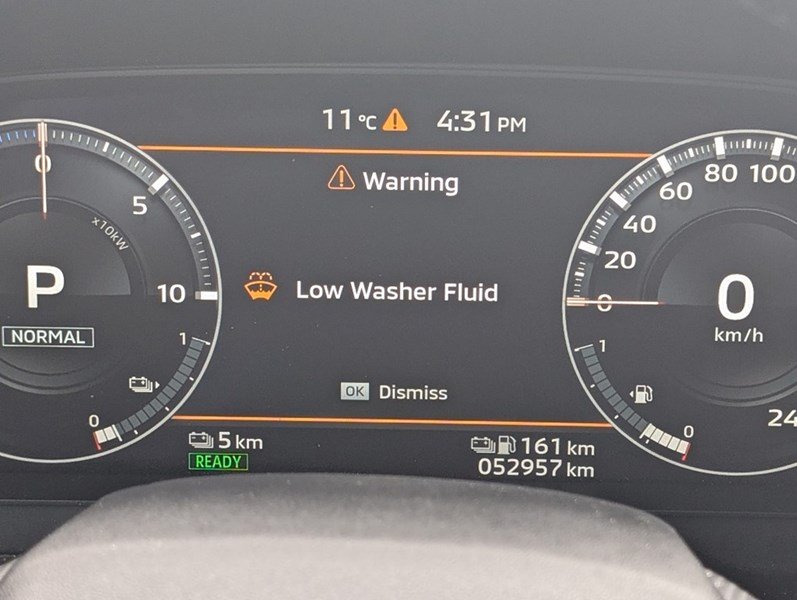 11 °C 4:31 PM
Warning
0
5
10
x10kW
P
NORMAL
1
0
Low Washer Fluid
OK Dismiss
0
20
40
60
80
100
24
0
km/h
1
0
5 km
READY
161 km
052957 km